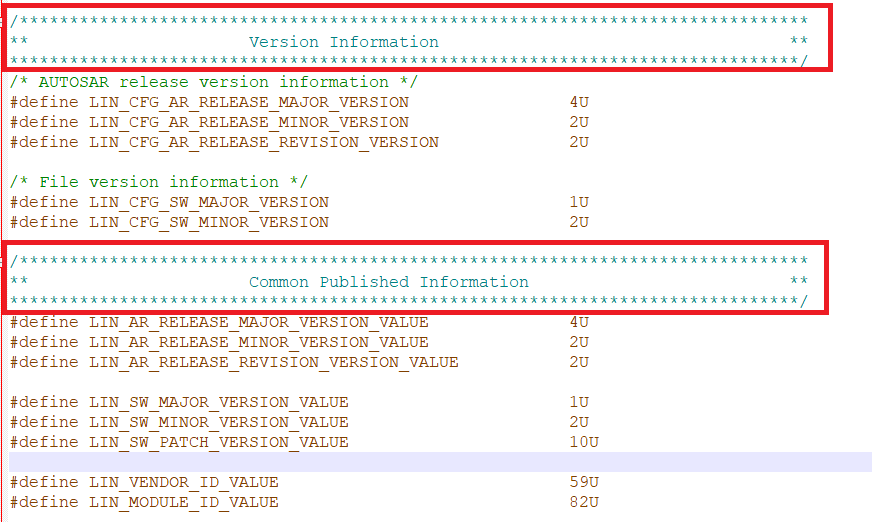 /*******************************************************************************
** Version Information **
*******************************************************************************/
/* AUTOSAR release version information */
#define LIN_CFG_AR_RELEASE_MAJOR_VERSION 4U
#define LIN_CFG_AR_RELEASE_MINOR_VERSION 2U
#define LIN_CFG_AR_RELEASE_REVISION_VERSION 2U
/* File version information */
#define LIN_CFG_SW_MAJOR_VERSION 1U
#define LIN_CFG_SW_MINOR_VERSION 2U
/*******************************************************************************
** Common Published Information **
*******************************************************************************/
#define LIN_AR_RELEASE_MAJOR_VERSION_VALUE 4U
#define LIN_AR_RELEASE_MINOR_VERSION_VALUE 2U
#define LIN_AR_RELEASE_REVISION_VERSION_VALUE 2U
#define LIN_SW_MAJOR_VERSION_VALUE 1U
#define LIN_SW_MINOR_VERSION_VALUE 2U
#define LIN_SW_PATCH_VERSION_VALUE 10U
#define LIN_VENDOR_ID_VALUE 59U
#define LIN_MODULE_ID_VALUE 82U